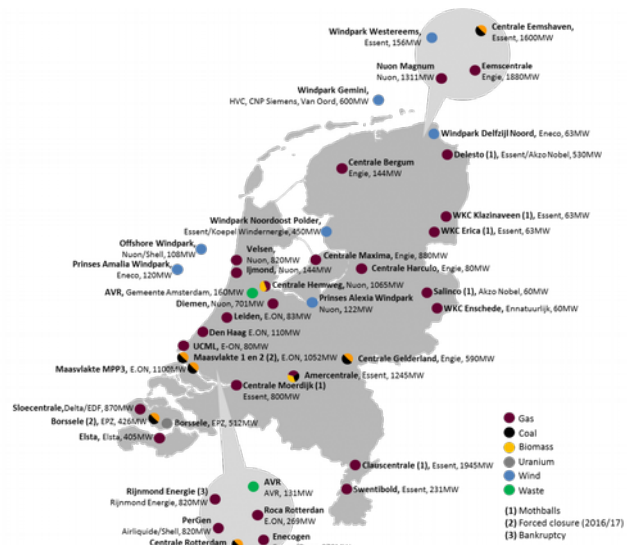 Windpark Westereems,
Essent, 156MW
Centrale Eemshaven,
Essent, 1600MW
Nuon Magnum
Nuon, 1311MW
Eemscentrale
Engie, 1880MW
Windpark Gemini,
HVC, CNP Siemens, Van Oord, 600MW
Windpark Delfzijl Noord, Eneco, 63MW
Delesto (1), Essent/Akzo Nobel, 530MW
Centrale Bergum
Engie, 144MW
WKC Klazinaveen (1), Essent, 63MW
WKC Erica (1), Essent, 63MW
Windpark Noordoost Polder,
Essent/Koepel Windernergie, 450MW
Offshore Windpark,
Nuon/Shell, 108MW
Prinses Amalia Windpark,
Eneco, 120MW
Velsen,
Nuon, 820MW
Ijmond, Nuon, 144MW
Centrale Maxima, Engie, 880MW
Centrale Harculo, Engie, 80MW
AVR, Gemeente Amsterdam, 160MW
Centrale Hemweg, Nuon, 1065MW
Diemen, Nuon, 701MW
Prinses Alexia Windpark
Nuon, 122MW
Salinco (1), Akzo Nobel, 60MW
WKC Enschede, Ennatuurlijk, 60MW
Leiden, E.ON, 83MW
Den Haag E.ON, 110MW
UCML, E-ON, 80MW
Maasvlakte 1 en 2 (2), E.ON, 1052MW
Maasvlakte MPP3, E.ON, 1100MW
Centrale Gelderland, Engie, 590MW
Amercentrale, Essent, 1245MW
Centrale Moerdijk (1)
Essent, 800MW
Sloecentrale,Delta/EDF, 870MW
Borssele (2), EPZ, 426MW
Borssele, EPZ, 512MW
Elsta, Elsta, 405MW
Clauscentrale (1), Essent, 1945MW
Swentibold, Essent, 231MW
AVR
AVR, 131MW
Rijnmond Energie (3)
Rijnmond Energie, 820MW
Roca Rotterdan
E.ON, 269MW
PerGen
Airliquide/Shell, 820MW
Enecogen
Centrale Rotterdam
Gas
Coal
Biomass
Uranium
Wind
Waste
(1) Mothballs
(2) Forced closure (2016/17)
(3) Bankruptcy